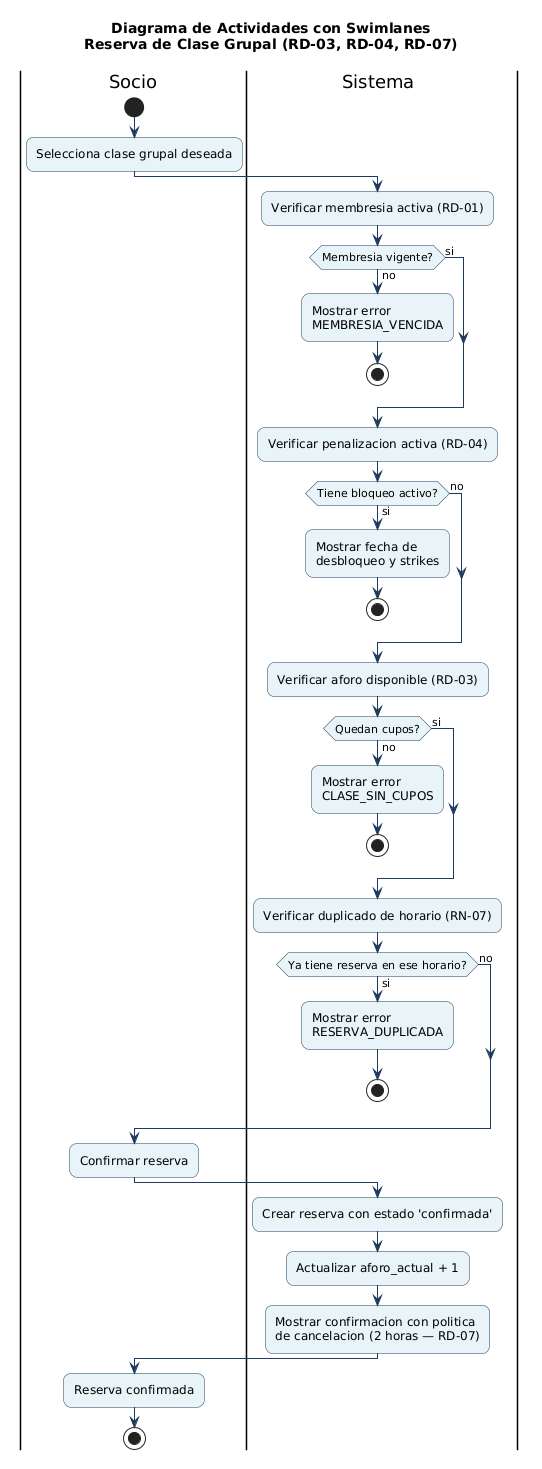 Diagrama de Actividades con Swimlanes
Reserva de Clase Grupal (RD-03, RD-04, RD-07)
Socio
Sistema
Selecciona clase grupal deseada
Verificar membresia activa (RD-01)
Membresia vigente?
si
no
Mostrar error
MEMBRESIA_VENCIDA
Verificar penalizacion activa (RD-04)
Tiene bloqueo activo?
no
si
Mostrar fecha de
desbloqueo y strikes
Verificar aforo disponible (RD-03)
Quedan cupos?
si
no
Mostrar error
CLASE_SIN_CUPOS
Verificar duplicado de horario (RN-07)
Ya tiene reserva en ese horario?
no
si
Mostrar error
RESERVA_DUPLICADA
Confirmar reserva
Crear reserva con estado 'confirmada'
Actualizar aforo_actual + 1
Mostrar confirmacion con politica
de cancelacion (2 horas — RD-07)
Reserva confirmada